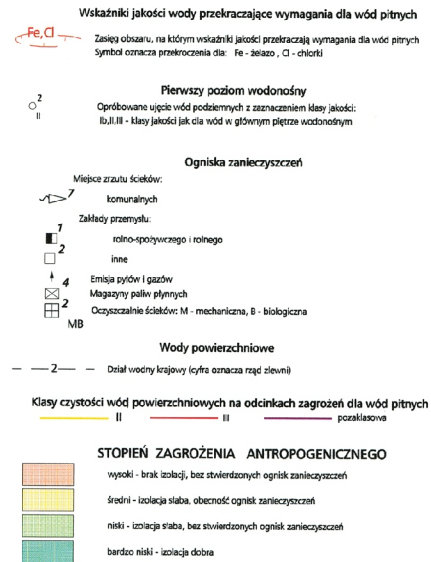 Wskaźniki jakości wody przekraczające wymagania dla wód pitnych
Fe,Cl
Zasięg obszaru, na którym wskaźniki jakości przekraczają wymagania dla wód pitnych
Symbol oznacza przekroczenia dla: Fe - żelazo , Cl - chlorki
Pierwszy poziom wodonośny
2
II
Opróbowane ujęcie wód podziemnych z zaznaczeniem klasy jakości:
Ib,II,III - klasy jakości jak dla wód w głównym piętrze wodonośnym
Ogniska zanieczyszczeń
Miejsce zrzutu ścieków:
7
komunalnych
Zakłady przemysłu:
1
rolno-spożywczego i rolnego
2
inne
4
Emisja pyłów i gazów
Magazyny paliw płynnych
2
Oczyszczalnie ścieków: M - mechaniczna, B - biologiczna
MB
Wody powierzchniowe
2
Dział wodny krajowy (cyfra oznacza rząd zlewni)
Klasy czystości wód powierzchniowych na odcinkach zagrożeń dla wód pitnych
II III pozaklasowa
STOPIEŃ ZAGROŻENIA ANTROPOGENICZNEGO
wysoki - brak izolacji, bez stwierdzonych ognisk zanieczyszczeń
średni - izolacja słaba, obecność ognisk zanieczyszczeń
niski - izolacja słaba, bez stwierdzonych ognisk zanieczyszczeń
bardzo niski - izolacja dobra